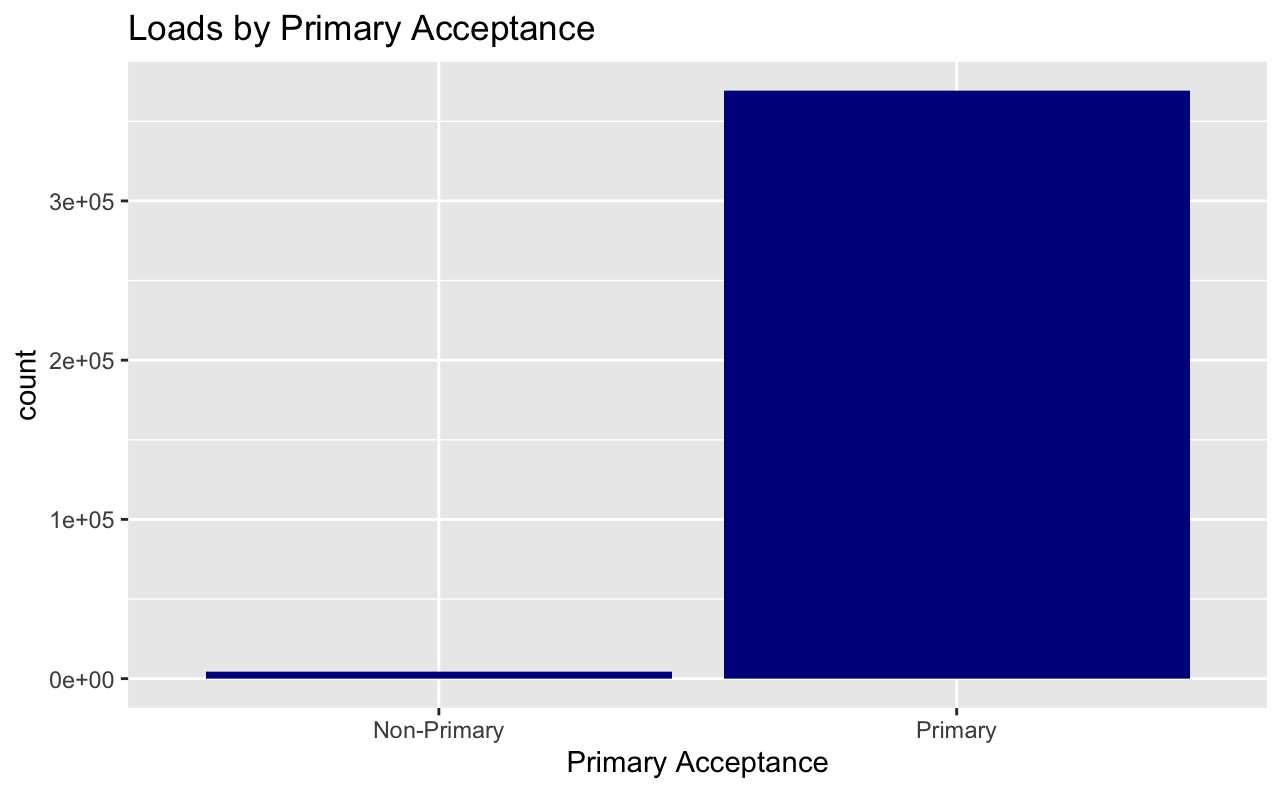 Loads by Primary Acceptance
count
3e+05
2e+05
1e+05
0e+00
Non-Primary
Primary
Primary Acceptance